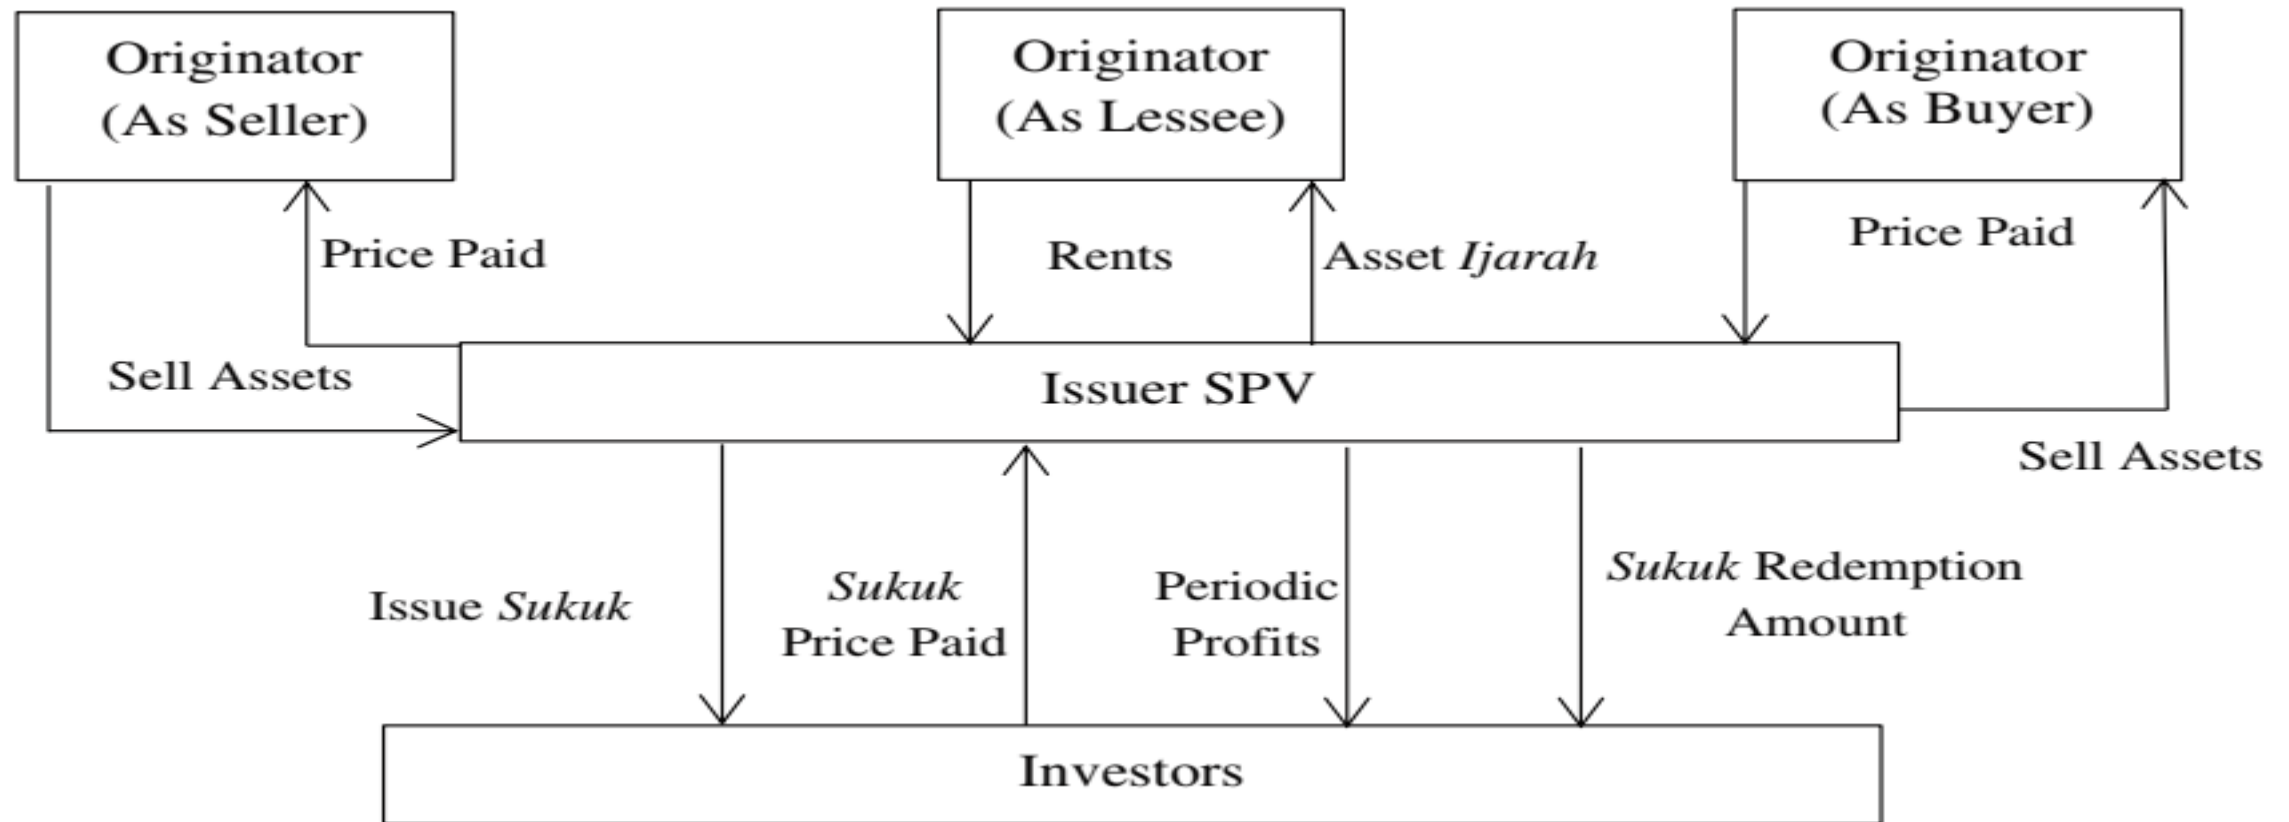 Originator
(As Seller)
Originator
(As Lessee)
Originator
(As Buyer)
Price Paid
Rents
Asset Ijarah
Price Paid
Sell Assets
Issuer SPV
Sell Assets
Issue Sukuk
Sukuk
Price Paid
Periodic
Profits
Sukuk Redemption
Amount
Investors